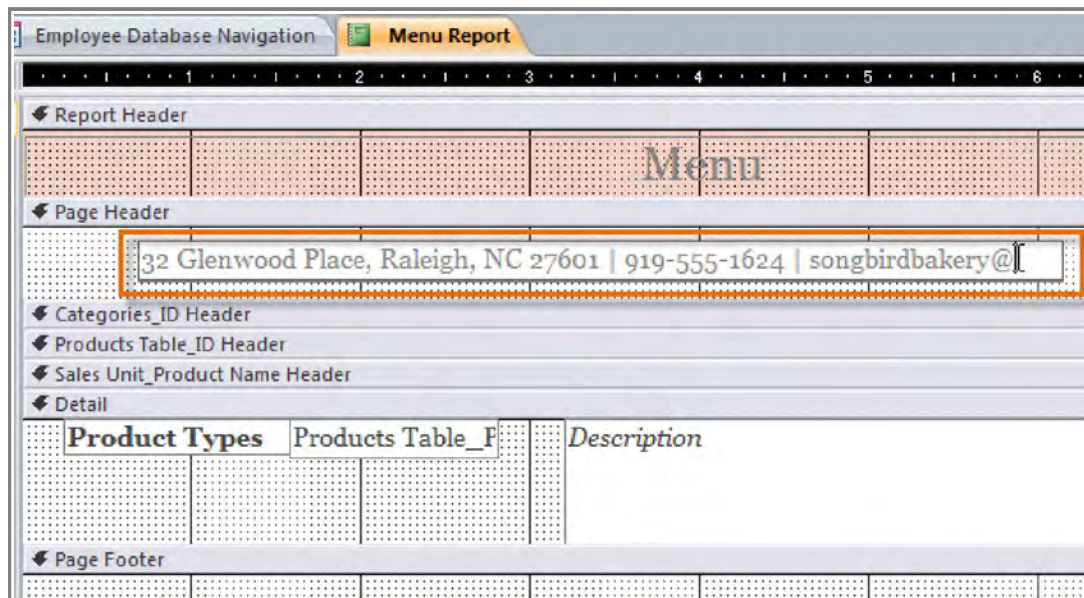 Employee Database Navigation Menu Report
1 2 3 4 5 6
Report Header
Menu
Page Header
32 Glenwood Place, Raleigh, NC 27601 | 919-555-1624 | songbirdbakery@
Categories_ID Header
Products Table_ID Header
Sales Unit_Product Name Header
Detail
Product Types Products Table_P Description
Page Footer